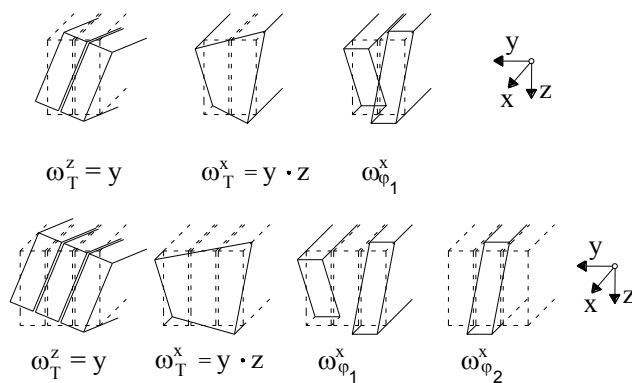 y
x
z
ω_T^z = y    ω_T^x = y · z    ω_φ₁^x
y
x
z
ω_T^z = y    ω_T^x = y · z    ω_φ₁^x    ω_φ₂^x